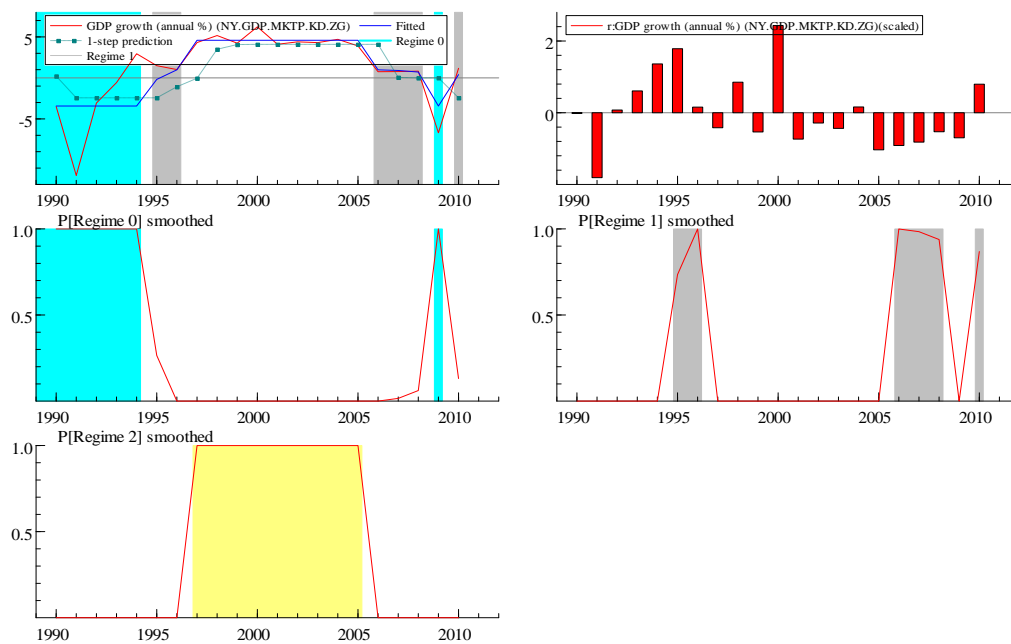 GDP growth (annual %) (NY.GDP.MKTP.KD.ZG) Fitted
1-step prediction Regime 0
Regime 1
5
-5
1990 1995 2000 2005 2010
r:GDP growth (annual %) (NY.GDP.MKTP.KD.ZG)(scaled)
2
0
1990 1995 2000 2005 2010
P[Regime 0] smoothed
1.0
0.5
1990 1995 2000 2005 2010
P[Regime 1] smoothed
1.0
0.5
1990 1995 2000 2005 2010
P[Regime 2] smoothed
1.0
0.5
1990 1995 2000 2005 2010